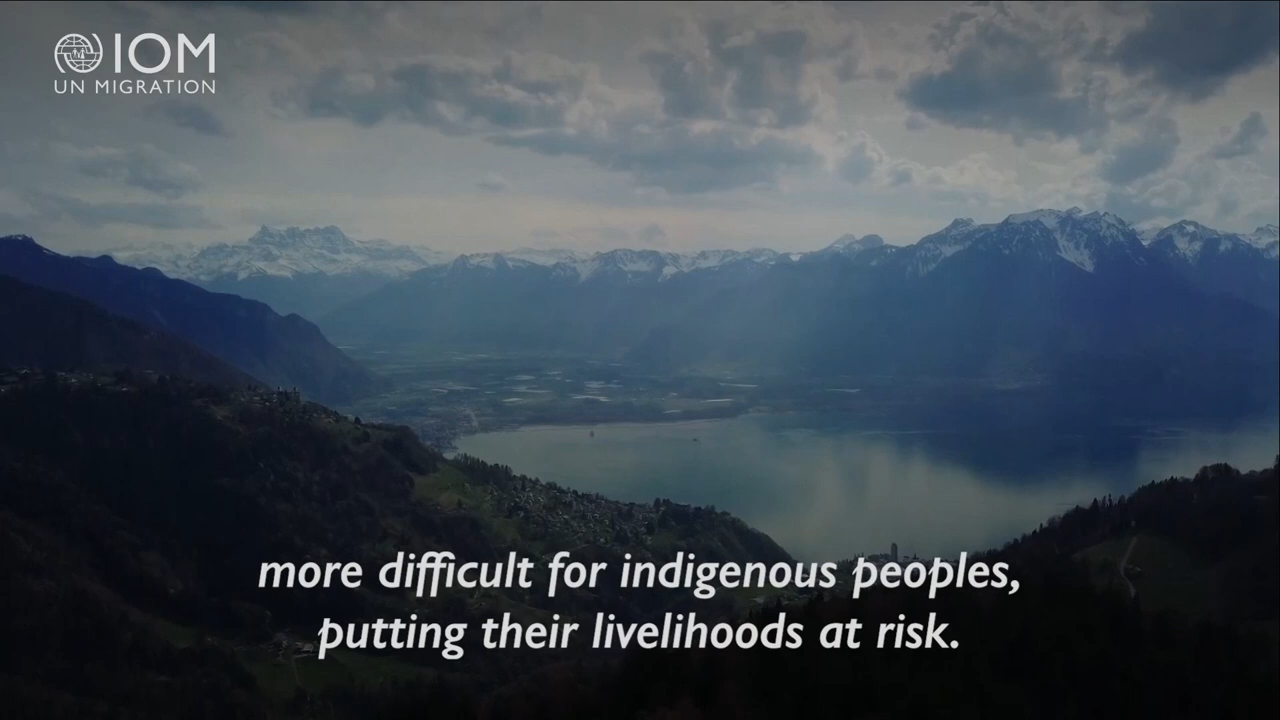 IOM
UN MIGRATION
more difficult for indigenous peoples,
putting their livelihoods at risk.